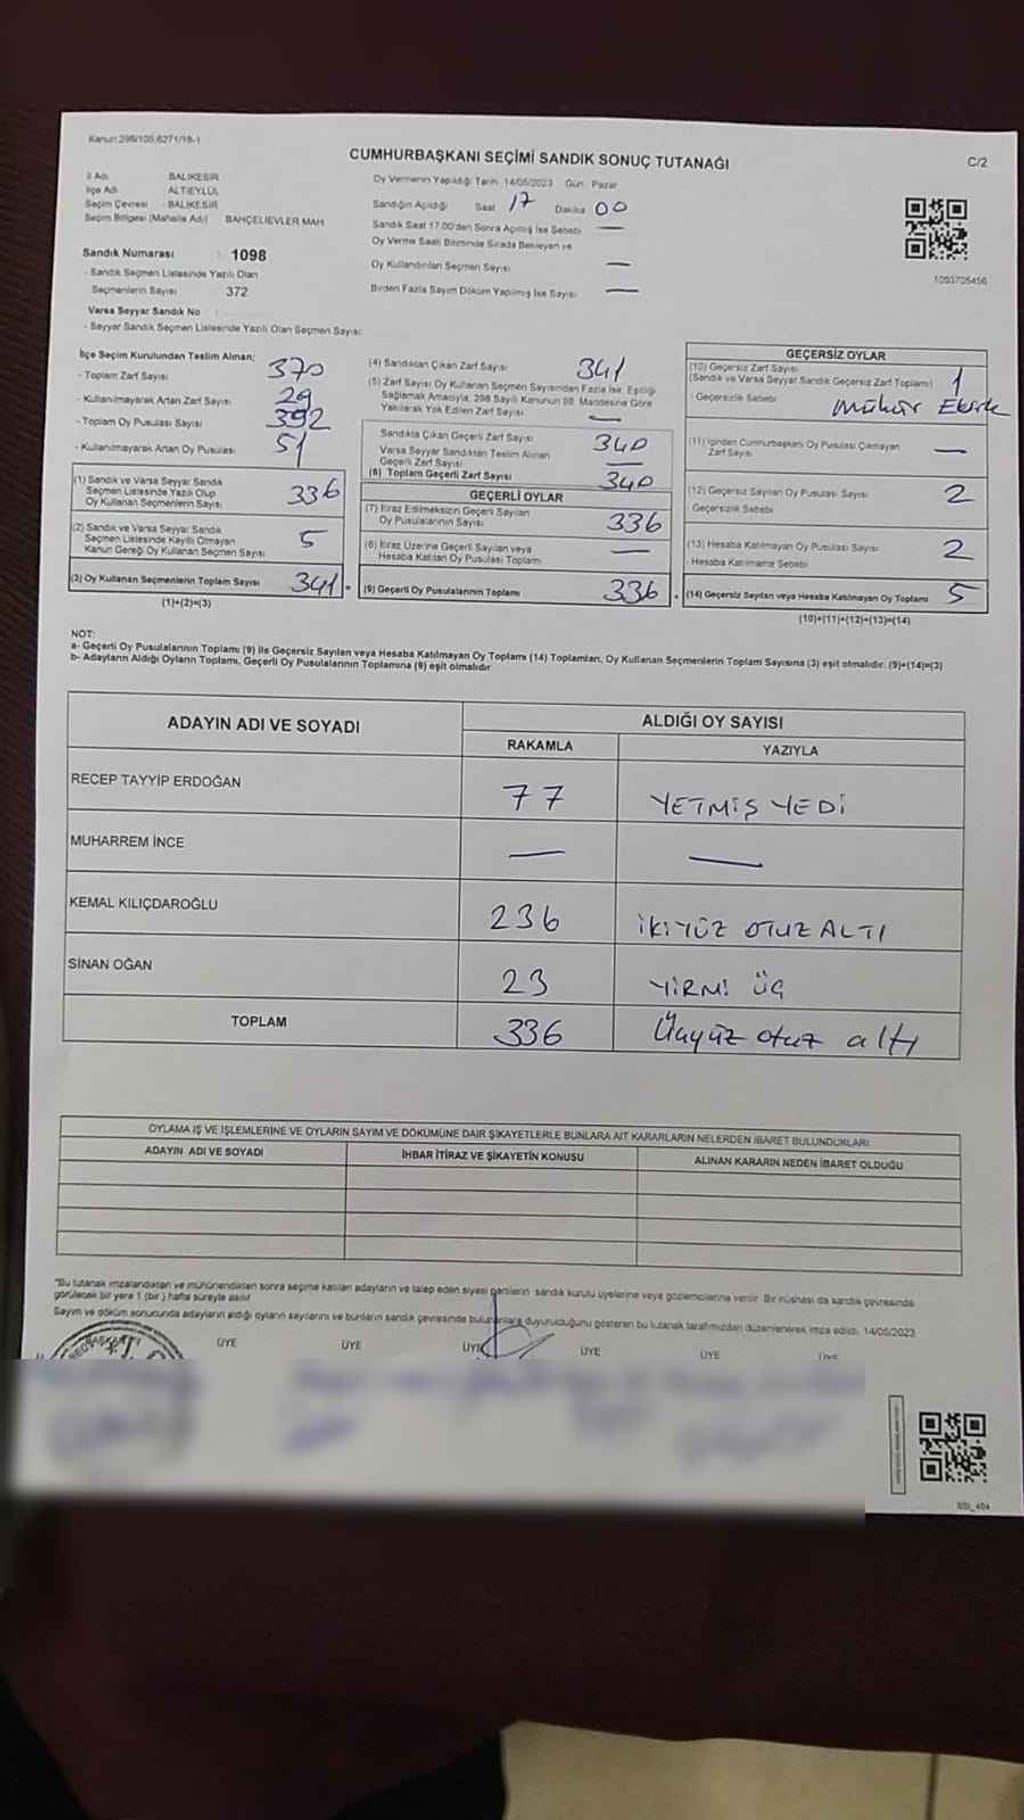 Kanun:298/105,6271/19-1
CUMHURBAŞKANI SEÇİMİ SANDIK SONUÇ TUTANAĞI
C/2
İl Adı BALIKESİR
İlçe Adı ALTIEYLÜL
Seçim Çevresi : BALIKESİR
Seçim Bölgesi (Mahalle Adı) BAHÇELİEVLER MAH
Oy Vermenin Yapıldığı Tarih: 14/05/2023 Gün: Pazar
Sandığın Açıldığı Saat 17 Dakika 00
Sandık Saat 17.00'den Sonra Açılmış İse Sebebi —
Oy Verme Saati Bitiminde Sırada Bekleyen ve
Oy Kullandırılan Seçmen Sayısı —
Birden Fazla Sayım Döküm Yapılmış İse Sayısı —
1093705456
Sandık Numarası : 1098
- Sandık Seçmen Listesinde Yazılı Olan
Seçmenlerin Sayısı 372
Varsa Seyyar Sandık No
- Seyyar Sandık Seçmen Listesinde Yazılı Olan Seçmen Sayısı:
İlçe Seçim Kurulundan Teslim Alınan;
- Toplam Zarf Sayısı 370
- Kullanılmayarak Artan Zarf Sayısı 29
- Toplam Oy Pusulası Sayısı 392
- Kullanılmayarak Artan Oy Pusulası 51
(1) Sandık ve Varsa Seyyar Sandık
Seçmen Listesinde Yazılı Olup
Oy Kullanan Seçmenlerin Sayısı 336
(2) Sandık ve Varsa Seyyar Sandık
Seçmen Listesinde Kayıtlı Olmayan
Kanun Gereği Oy Kullanan Seçmen Sayısı 5
(3) Oy Kullanan Seçmenlerin Toplam Sayısı 341 =
(1)+(2)=(3)
(4) Sandıktan Çıkan Zarf Sayısı 341
(5) Zarf Sayısı Oy Kullanan Seçmen Sayısından Fazla İse, Eşitliği
Sağlamak Amacıyla, 298 Sayılı Kanunun 98. Maddesine Göre
Yakılarak Yok Edilen Zarf Sayısı —
Sandıkta Çıkan Geçerli Zarf Sayısı 340
Varsa Seyyar Sandıktan Teslim Alınan
Geçerli Zarf Sayısı —
(6) Toplam Geçerli Zarf Sayısı 340
GEÇERLİ OYLAR
(7) İtiraz Edilmeksizin Geçerli Sayılan
Oy Pusulalarının Sayısı 336
(8) İtiraz Üzerine Geçerli Sayılan veya
Hesaba Katılan Oy Pusulası Toplamı —
(9) Geçerli Oy Pusulalarının Toplamı 336 +
GEÇERSİZ OYLAR
(10) Geçersiz Zarf Sayısı
(Sandık ve Varsa Seyyar Sandık Geçersiz Zarf Toplamı) 1
- Geçersizlik Sebebi Mühür Eksik
(11) İçinden Cumhurbaşkanı Oy Pusulası Çıkmayan
Zarf Sayısı —
(12) Geçersiz Sayılan Oy Pusulası Sayısı 2
Geçersizlik Sebebi
(13) Hesaba Katılmayan Oy Pusulası Sayısı 2
- Hesaba Katılmama Sebebi
(14) Geçersiz Sayılan veya Hesaba Katılmayan Oy Toplamı 5
(10)+(11)+(12)+(13)=(14)
NOT:
a- Geçerli Oy Pusulalarının Toplamı (9) ile Geçersiz Sayılan veya Hesaba Katılmayan Oy Toplamı (14) Toplamları, Oy Kullanan Seçmenlerin Toplam Sayısına (3) eşit olmalıdır. (9)+(14)=(3)
b- Adayların Aldığı Oyların Toplamı, Geçerli Oy Pusulalarının Toplamına (9) eşit olmalıdır
ADAYIN ADI VE SOYADI ALDIĞI OY SAYISI
RAKAMLA YAZIYLA
RECEP TAYYİP ERDOĞAN 77 YETMİŞ YEDİ
MUHARREM İNCE — —
KEMAL KILIÇDAROĞLU 236 İKİYÜZ OTUZ ALTI
SİNAN OĞAN 23 YİRMİ ÜÇ
TOPLAM 336 Üçyüz otuz altı
OYLAMA İŞ VE İŞLEMLERİNE VE OYLARIN SAYIM VE DÖKÜMÜNE DAİR ŞİKAYETLERLE BUNLARA AİT KARARLARIN NELERDEN İBARET BULUNDUKLARI
ADAYIN ADI VE SOYADI İHBAR İTİRAZ VE ŞİKAYETİN KONUSU ALINAN KARARIN NEDEN İBARET OLDUĞU
"Bu tutanak imzalandıktan ve mühürlendikten sonra seçime katılan adayların ve talep eden siyasi partilerin sandık kurulu üyelerine veya gözlemcilerine verilir. Bir nüshası da sandık çevresinde
görülecek bir yere 1 (bir) hafta süreyle asılır
Sayım ve döküm sonucunda adayların aldığı oyların sayılarını ve bunların sandık çevresinde bulunanlara duyurulduğunu gösteren bu tutanak tarafımızdan düzenlenerek imza edildi. 14/05/2023
ÜYE ÜYE ÜYE ÜYE ÜYE